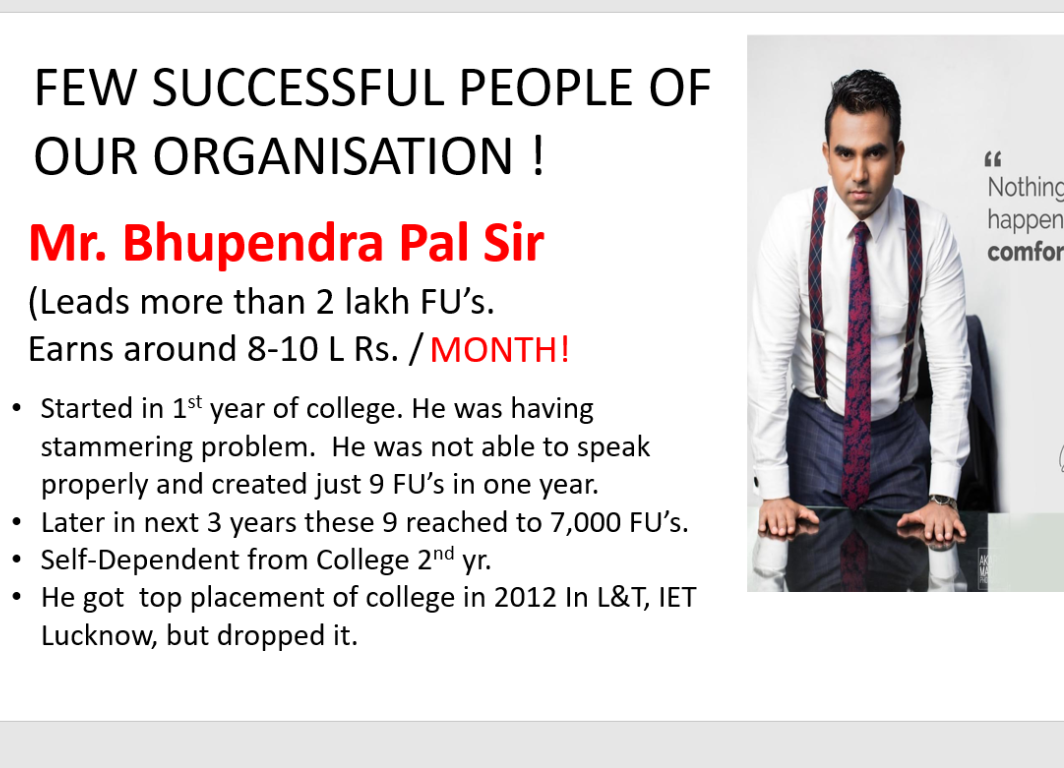 FEW SUCCESSFUL PEOPLE OF
OUR ORGANISATION !
Mr. Bhupendra Pal Sir
(Leads more than 2 lakh FU’s.
Earns around 8-10 L Rs. / MONTH!
• Started in 1st year of college. He was having
stammering problem.  He was not able to speak
properly and created just 9 FU’s in one year.
• Later in next 3 years these 9 reached to 7,000 FU’s.
• Self-Dependent from College 2nd yr.
• He got  top placement of college in 2012 In L&T, IET
Lucknow, but dropped it.
“
Nothing
happen
comfor